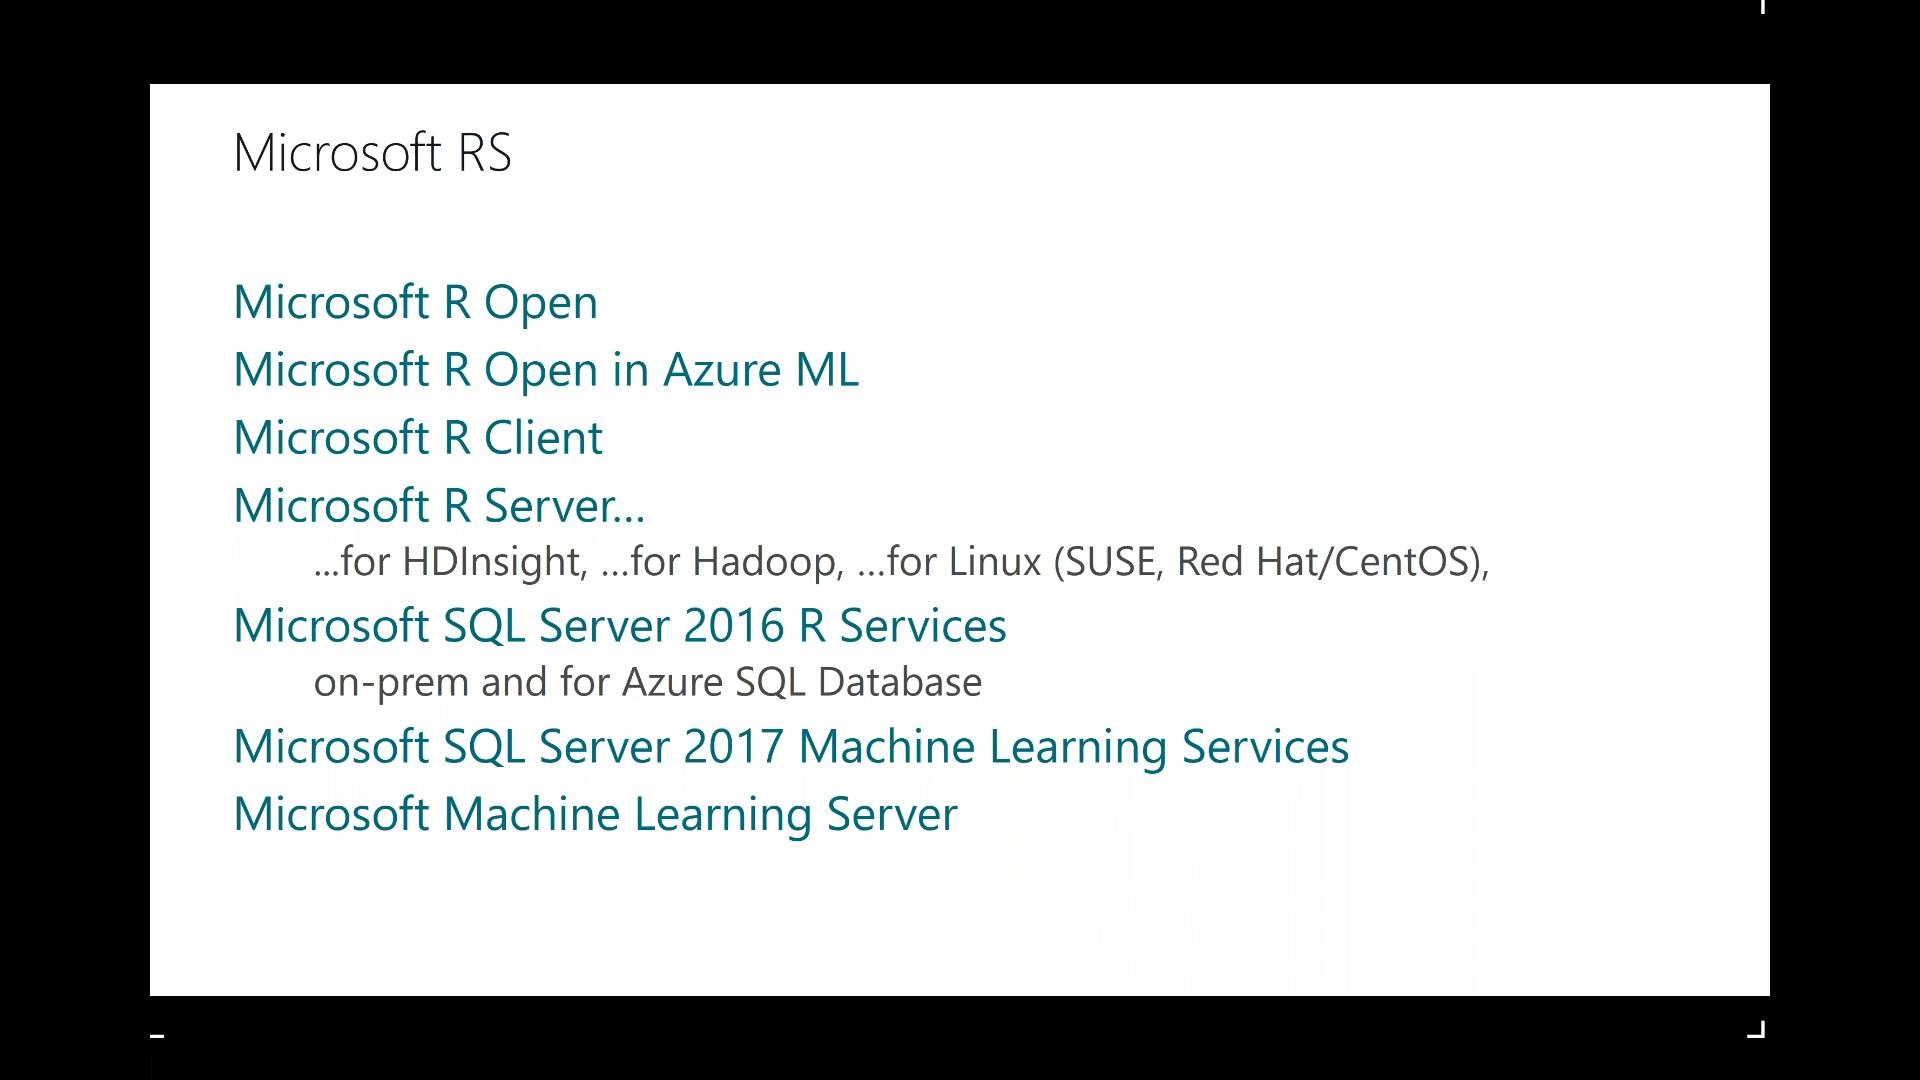 Microsoft RS
Microsoft R Open
Microsoft R Open in Azure ML
Microsoft R Client
Microsoft R Server...
...for HDInsight, ...for Hadoop, ...for Linux (SUSE, Red Hat/CentOS),
Microsoft SQL Server 2016 R Services
on-prem and for Azure SQL Database
Microsoft SQL Server 2017 Machine Learning Services
Microsoft Machine Learning Server